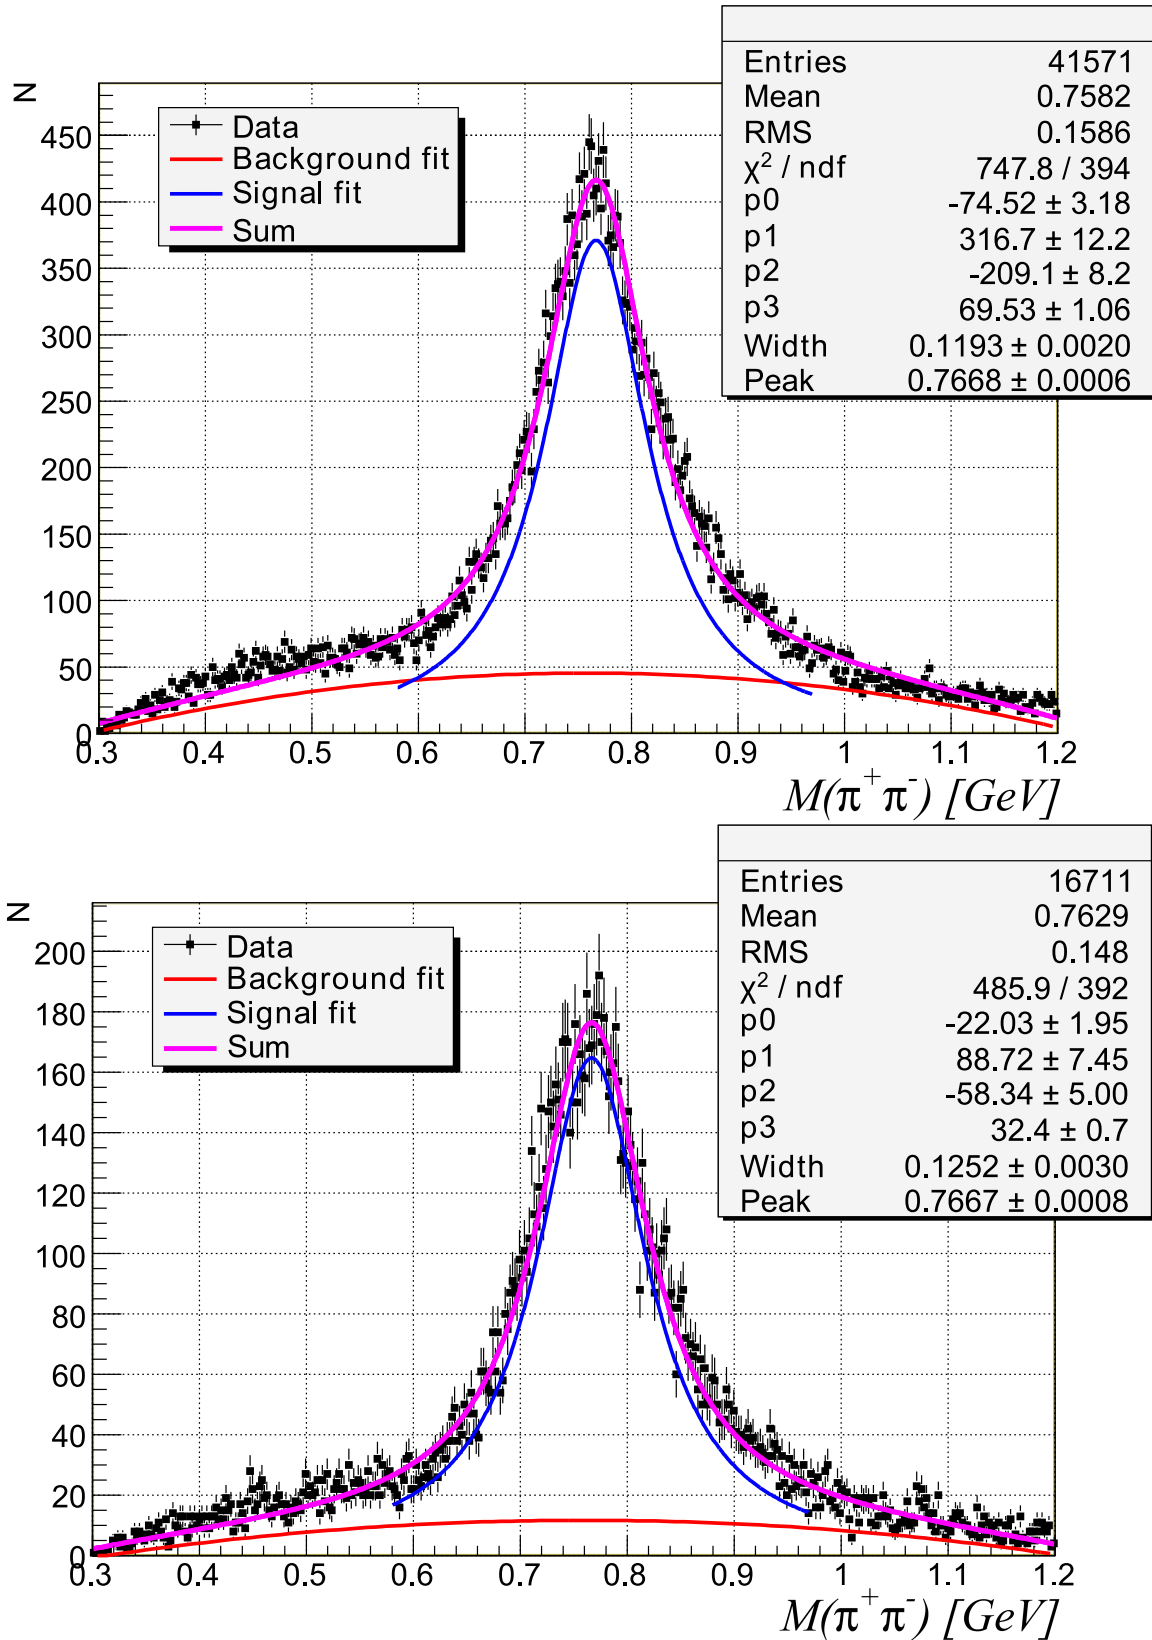 Entries 41571
Mean 0.7582
RMS 0.1586
χ² / ndf 747.8 / 394
p0 -74.52 ± 3.18
p1 316.7 ± 12.2
p2 -209.1 ± 8.2
p3 69.53 ± 1.06
Width 0.1193 ± 0.0020
Peak 0.7668 ± 0.0006
N
Data
Background fit
Signal fit
Sum
450
400
350
300
250
200
150
100
50
0
0.3 0.4 0.5 0.6 0.7 0.8 0.9 1 1.1 1.2
M(π⁺π⁻) [GeV]
Entries 16711
Mean 0.7629
RMS 0.148
χ² / ndf 485.9 / 392
p0 -22.03 ± 1.95
p1 88.72 ± 7.45
p2 -58.34 ± 5.00
p3 32.4 ± 0.7
Width 0.1252 ± 0.0030
Peak 0.7667 ± 0.0008
N
Data
Background fit
Signal fit
Sum
200
180
160
140
120
100
80
60
40
20
0
0.3 0.4 0.5 0.6 0.7 0.8 0.9 1 1.1 1.2
M(π⁺π⁻) [GeV]